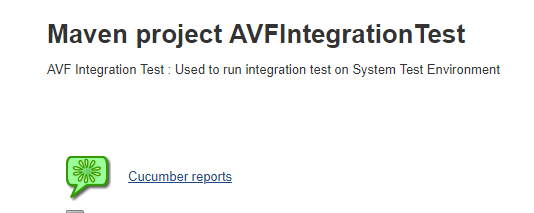 Maven project AVFIntegrationTest
AVF Integration Test : Used to run integration test on System Test Environment
Cucumber reports